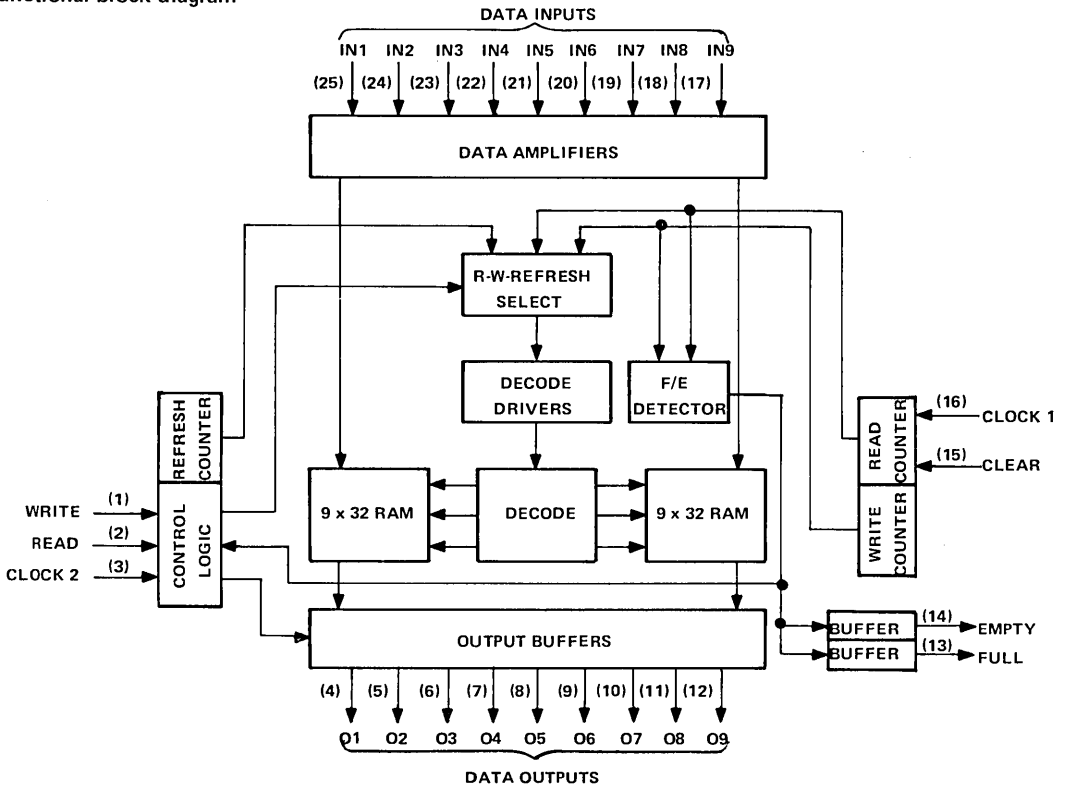 functional block diagram
DATA INPUTS
IN1 IN2 IN3 IN4 IN5 IN6 IN7 IN8 IN9
(25) (24) (23) (22) (21) (20) (19) (18) (17)
DATA AMPLIFIERS
R-W-REFRESH
SELECT
DECODE
DRIVERS
F/E
DETECTOR
REFRESH
COUNTER
READ
COUNTER
(16)
CLOCK 1
(15)
CLEAR
WRITE
(1)
READ
(2)
CLOCK 2
(3)
CONTROL
LOGIC
9 x 32 RAM
DECODE
9 x 32 RAM
WRITE
COUNTER
OUTPUT BUFFERS
BUFFER
(14)
EMPTY
BUFFER
(13)
FULL
(4) (5) (6) (7) (8) (9) (10) (11) (12)
O1 O2 O3 O4 O5 O6 O7 O8 O9
DATA OUTPUTS